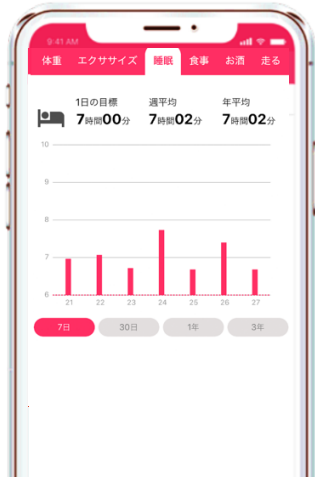 9:41 AM
体重 エクササイズ 睡眠 食事 お酒 走る
1日の目標 週平均 年平均
7時間00分 7時間02分 7時間02分
10
9
8
7
6
21 22 23 24 25 26 27
7日 30日 1年 3年